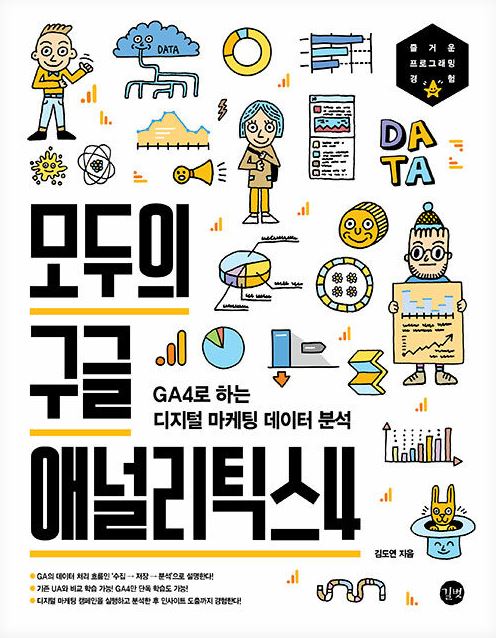 DATA
즐거운
프로그래밍
경험
DA
TA
모두의
구글
애널리틱스4
GA4로 하는
디지털 마케팅 데이터 분석
김도연 지음
GA의 데이터 처리 흐름인 '수집 → 저장 → 분석'으로 설명한다!
기존 UA와 비교 학습 가능! GA4만 단독 학습도 가능!
디지털 마케팅 캠페인을 실행하고 분석한 후 인사이트 도출까지 경험한다!
길벗